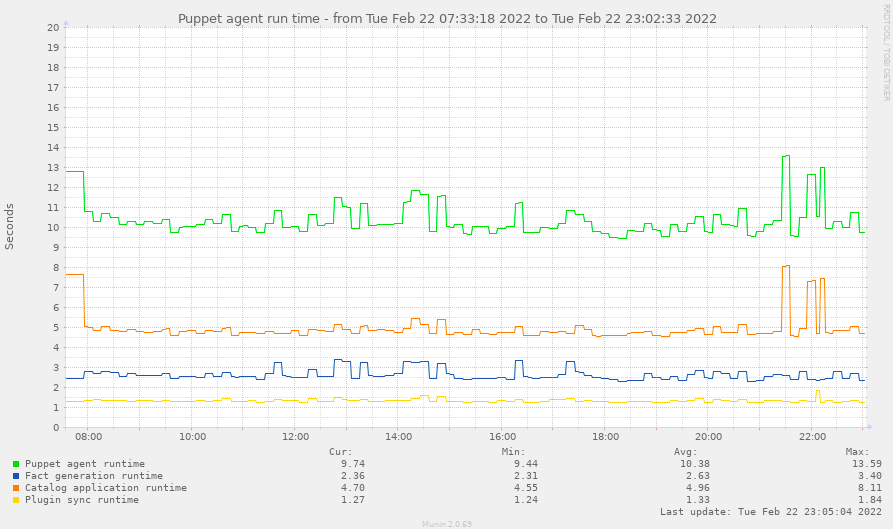 Puppet agent run time - from Tue Feb 22 07:33:18 2022 to Tue Feb 22 23:02:33 2022
RRDTOOL / TOBI OETIKER
Seconds
20
19
18
17
16
15
14
13
12
11
10
9
8
7
6
5
4
3
2
1
0
08:00 10:00 12:00 14:00 16:00 18:00 20:00 22:00
Cur: Min: Avg: Max:
Puppet agent runtime 9.74 9.44 10.38 13.59
Fact generation runtime 2.36 2.31 2.63 3.40
Catalog application runtime 4.70 4.55 4.96 8.11
Plugin sync runtime 1.27 1.24 1.33 1.84
Last update: Tue Feb 22 23:05:04 2022
Munin 2.0.69